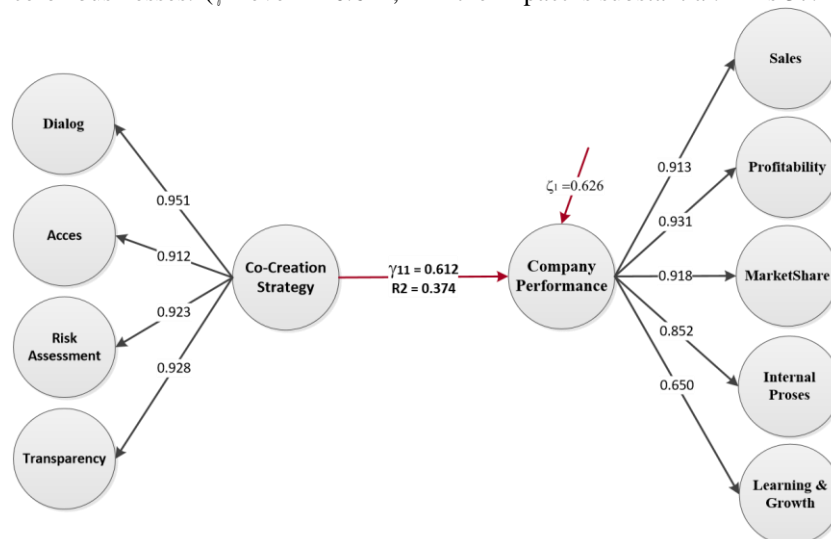 Dialog
Acces
Risk
Assessment
Transparency
0.951
0.912
0.923
0.928
Co-Creation
Strategy
γ11 = 0.612
R2 = 0.374
ζ1 =0.626
Company
Performance
0.913
0.931
0.918
0.852
0.650
Sales
Profitability
MarketShare
Internal
Proses
Learning &
Growth